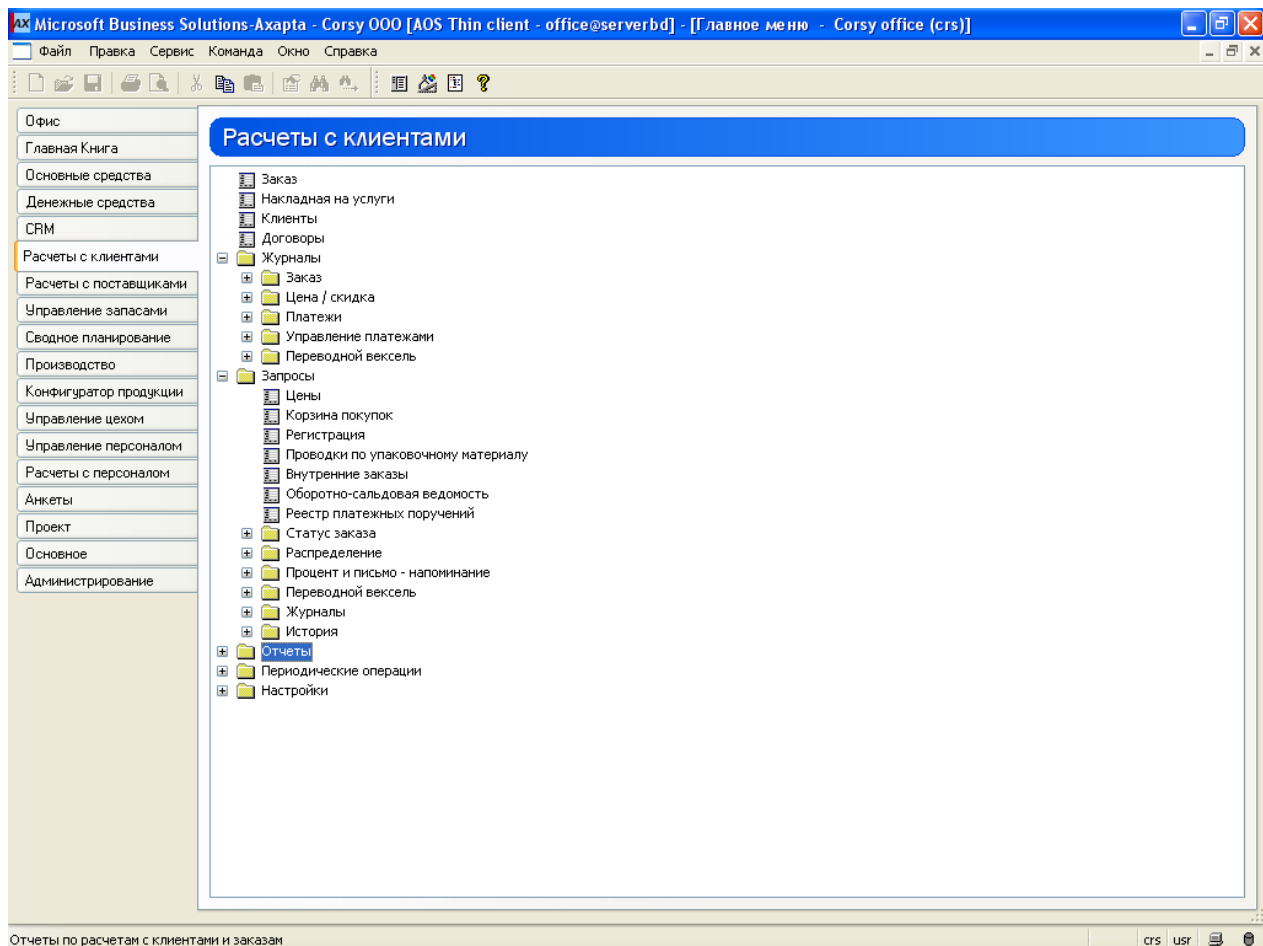 Microsoft Business Solutions-Axapta - Corsy ООО [AOS Thin client - office@serverbd] - [Главное меню - Corsy office (crs)]
Файл Правка Сервис Команда Окно Справка
Офис
Главная Книга
Основные средства
Денежные средства
CRM
Расчеты с клиентами
Расчеты с поставщиками
Управление запасами
Сводное планирование
Производство
Конфигуратор продукции
Управление цехом
Управление персоналом
Расчеты с персоналом
Анкеты
Проект
Основное
Администрирование
Расчеты с клиентами
Заказ
Накладная на услуги
Клиенты
Договоры
Журналы
Заказ
Цена / скидка
Платежи
Управление платежами
Переводной вексель
Запросы
Цены
Корзина покупок
Регистрация
Проводки по упаковочному материалу
Внутренние заказы
Оборотно-сальдовая ведомость
Реестр платежных поручений
Статус заказа
Распределение
Процент и письмо - напоминание
Переводной вексель
Журналы
История
Отчеты
Периодические операции
Настройки
Отчеты по расчетам с клиентами и заказам
crs usr